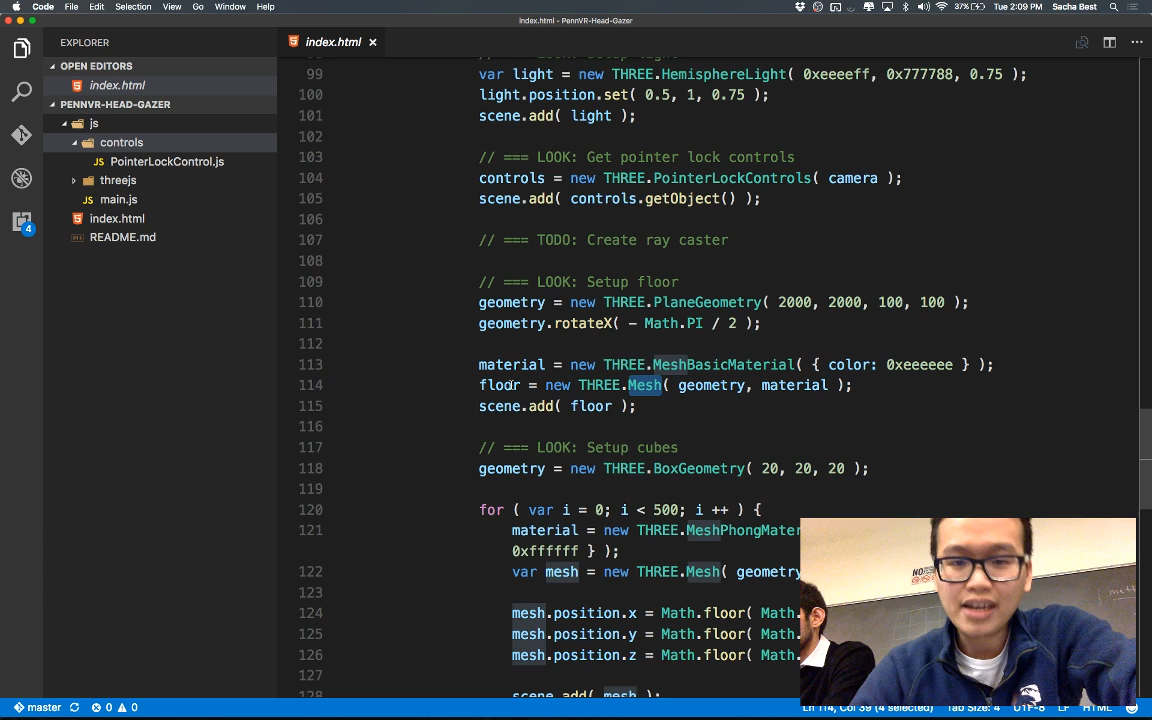 Code File Edit Selection View Go Window Help 37% Tue 2:09 PM Sacha Best
index.html - PennVR-Head-Gazer
EXPLORER
index.html
OPEN EDITORS
index.html
PENNVR-HEAD-GAZER
js
controls
JS PointerLockControl.js
threejs
JS main.js
index.html
README.md
4
99 var light = new THREE.HemisphereLight( 0xeeeeff, 0x777788, 0.75 );
100 light.position.set( 0.5, 1, 0.75 );
101 scene.add( light );
102
103 // === LOOK: Get pointer lock controls
104 controls = new THREE.PointerLockControls( camera );
105 scene.add( controls.getObject() );
106
107 // === TODO: Create ray caster
108
109 // === LOOK: Setup floor
110 geometry = new THREE.PlaneGeometry( 2000, 2000, 100, 100 );
111 geometry.rotateX( - Math.PI / 2 );
112
113 material = new THREE.MeshBasicMaterial( { color: 0xeeeeee } );
114 floor = new THREE.Mesh( geometry, material );
115 scene.add( floor );
116
117 // === LOOK: Setup cubes
118 geometry = new THREE.BoxGeometry( 20, 20, 20 );
119
120 for ( var i = 0; i < 500; i ++ ) {
121 material = new THREE.MeshPhongMater
0xffffff } );
122 var mesh = new THREE.Mesh( geometry
123
124 mesh.position.x = Math.floor( Math.
125 mesh.position.y = Math.floor( Math.
126 mesh.position.z = Math.floor( Math.
127
128 scene.add( mesh );
master 0 0 Ln 114, Col 39 (4 selected) Tab Size: 4 UTF-8 LF HTML